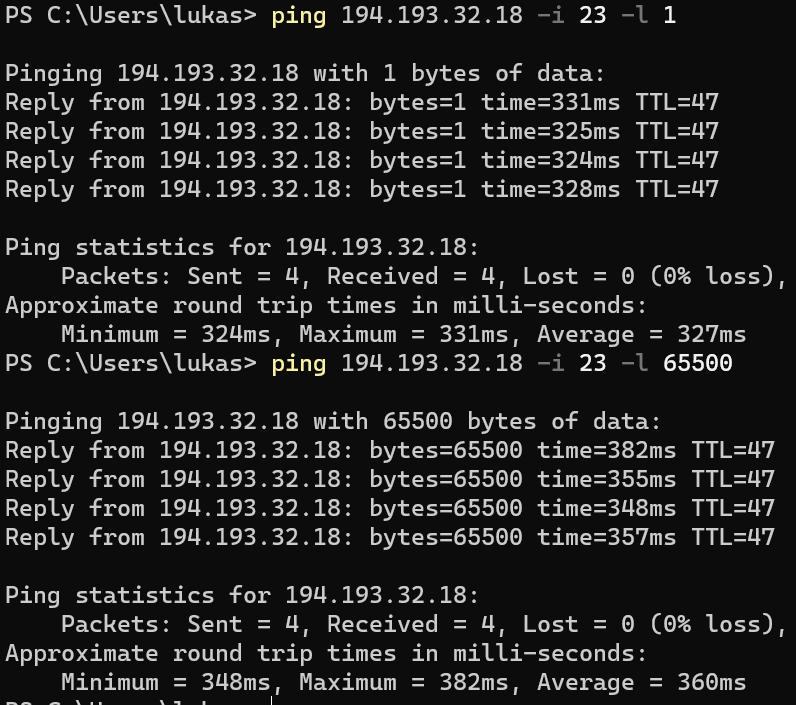 PS C:\Users\lukas> ping 194.193.32.18 -i 23 -l 1
Pinging 194.193.32.18 with 1 bytes of data:
Reply from 194.193.32.18: bytes=1 time=331ms TTL=47
Reply from 194.193.32.18: bytes=1 time=325ms TTL=47
Reply from 194.193.32.18: bytes=1 time=324ms TTL=47
Reply from 194.193.32.18: bytes=1 time=328ms TTL=47
Ping statistics for 194.193.32.18:
Packets: Sent = 4, Received = 4, Lost = 0 (0% loss),
Approximate round trip times in milli-seconds:
Minimum = 324ms, Maximum = 331ms, Average = 327ms
PS C:\Users\lukas> ping 194.193.32.18 -i 23 -l 65500
Pinging 194.193.32.18 with 65500 bytes of data:
Reply from 194.193.32.18: bytes=65500 time=382ms TTL=47
Reply from 194.193.32.18: bytes=65500 time=355ms TTL=47
Reply from 194.193.32.18: bytes=65500 time=348ms TTL=47
Reply from 194.193.32.18: bytes=65500 time=357ms TTL=47
Ping statistics for 194.193.32.18:
Packets: Sent = 4, Received = 4, Lost = 0 (0% loss),
Approximate round trip times in milli-seconds:
Minimum = 348ms, Maximum = 382ms, Average = 360ms